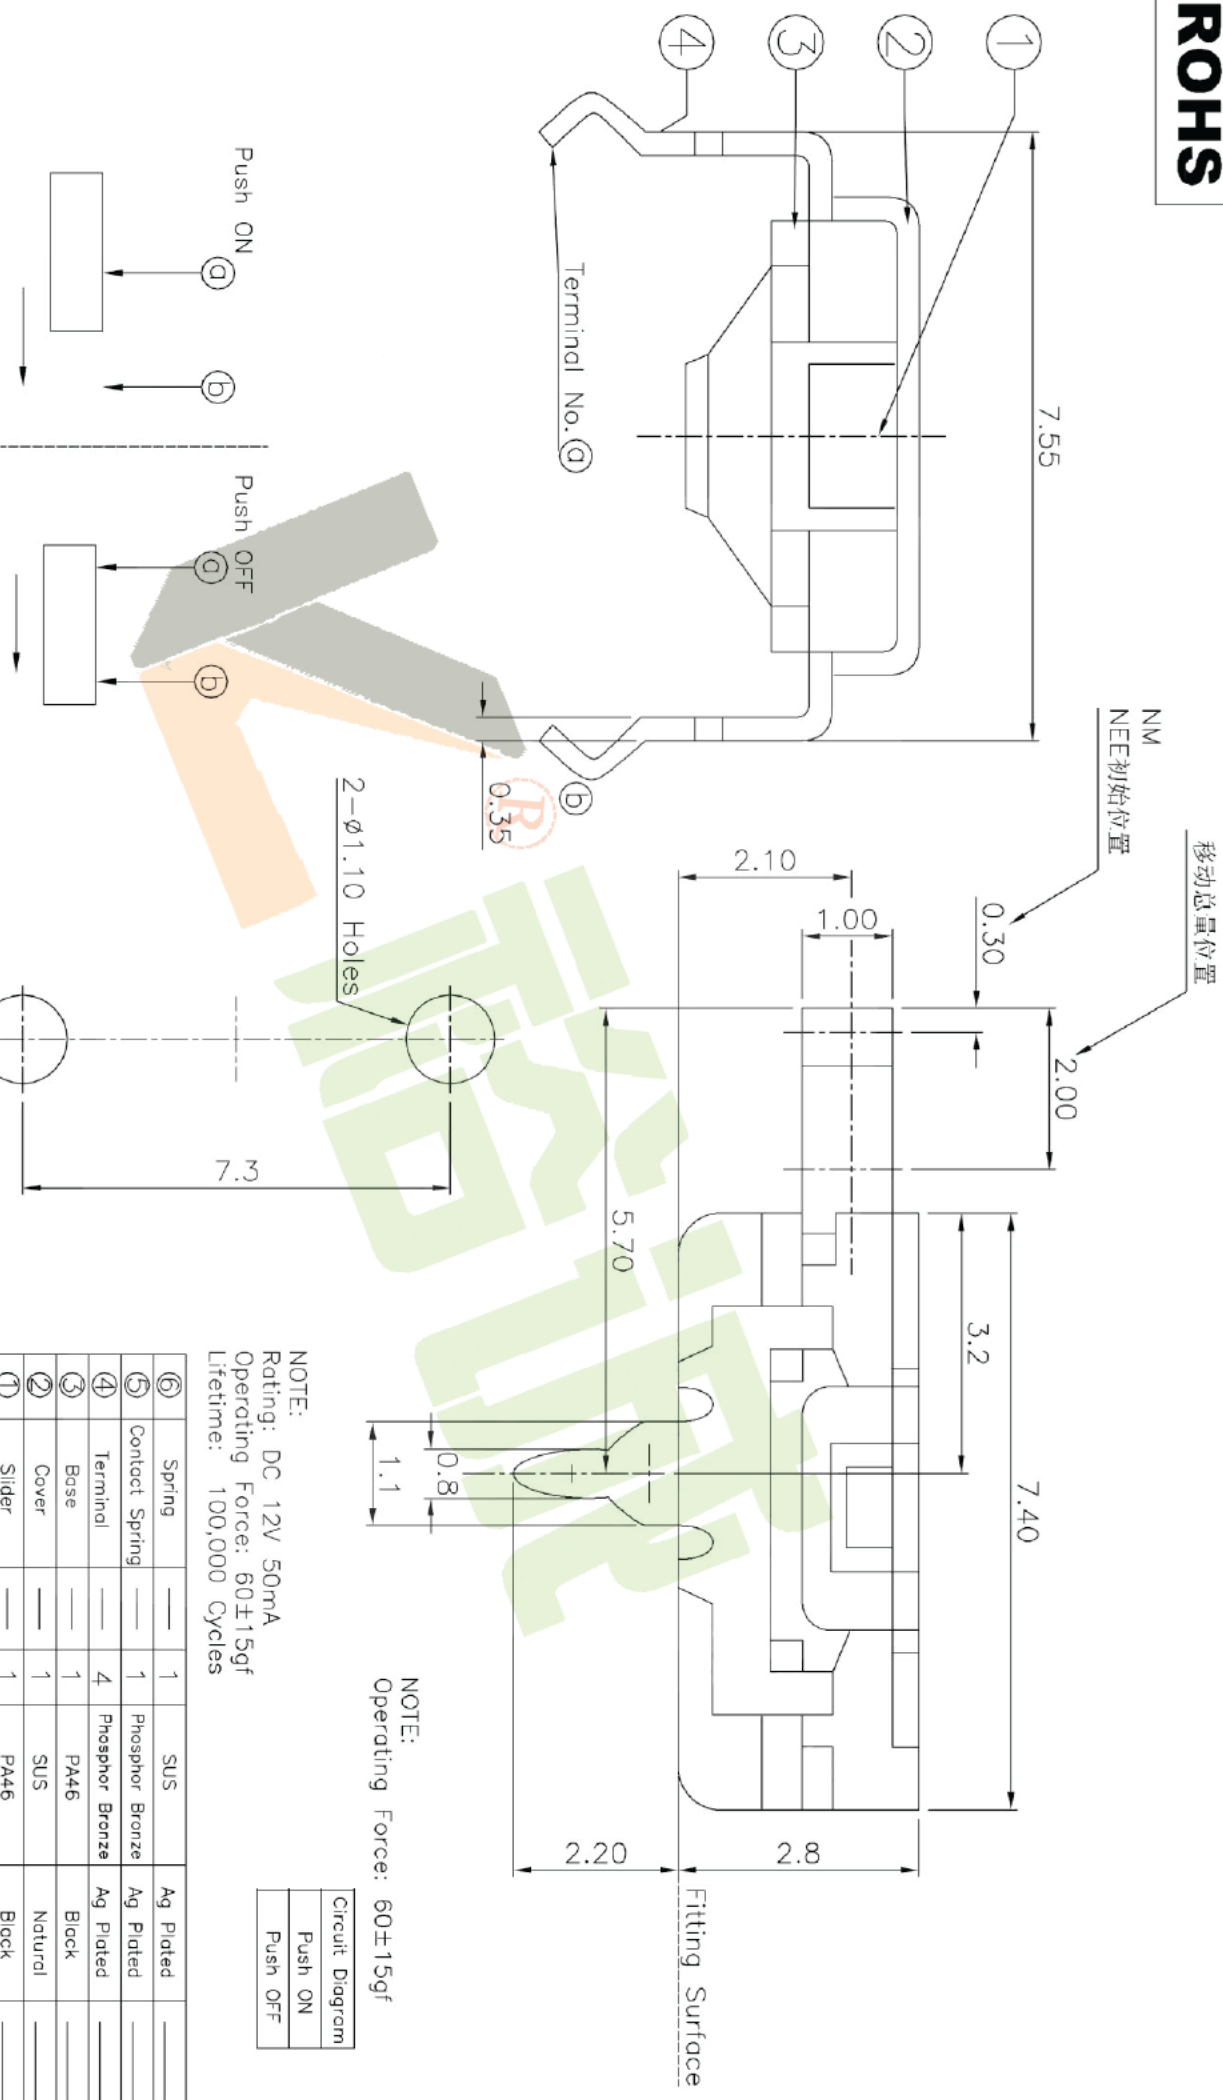 ROHS
①
②
③
④
7.55
Terminal No. ⓐ
ⓑ
0.35
NM
NEE初始位置
移动总量位置
0.30
2.00
2.10
1.00
5.70
3.2
7.40
0.8
1.1
2.20
2.8
Fitting Surface
Push ON
ⓐ
ⓑ
Push OFF
ⓐ
ⓑ
2-ø1.10 Holes
7.3
®
NOTE:
Operating Force: 60±15gf
Circuit Diagram
Push ON
Push OFF
NOTE:
Rating: DC 12V 50mA
Operating Force: 60±15gf
Lifetime: 100,000 Cycles
⑥ Spring — 1 SUS Ag Plated —
⑤ Contact Spring — 1 Phosphor Bronze Ag Plated —
④ Terminal — 4 Phosphor Bronze Ag Plated —
③ Base — 1 PA46 Black —
② Cover — 1 SUS Natural —
① Slider — 1 PA46 Black —